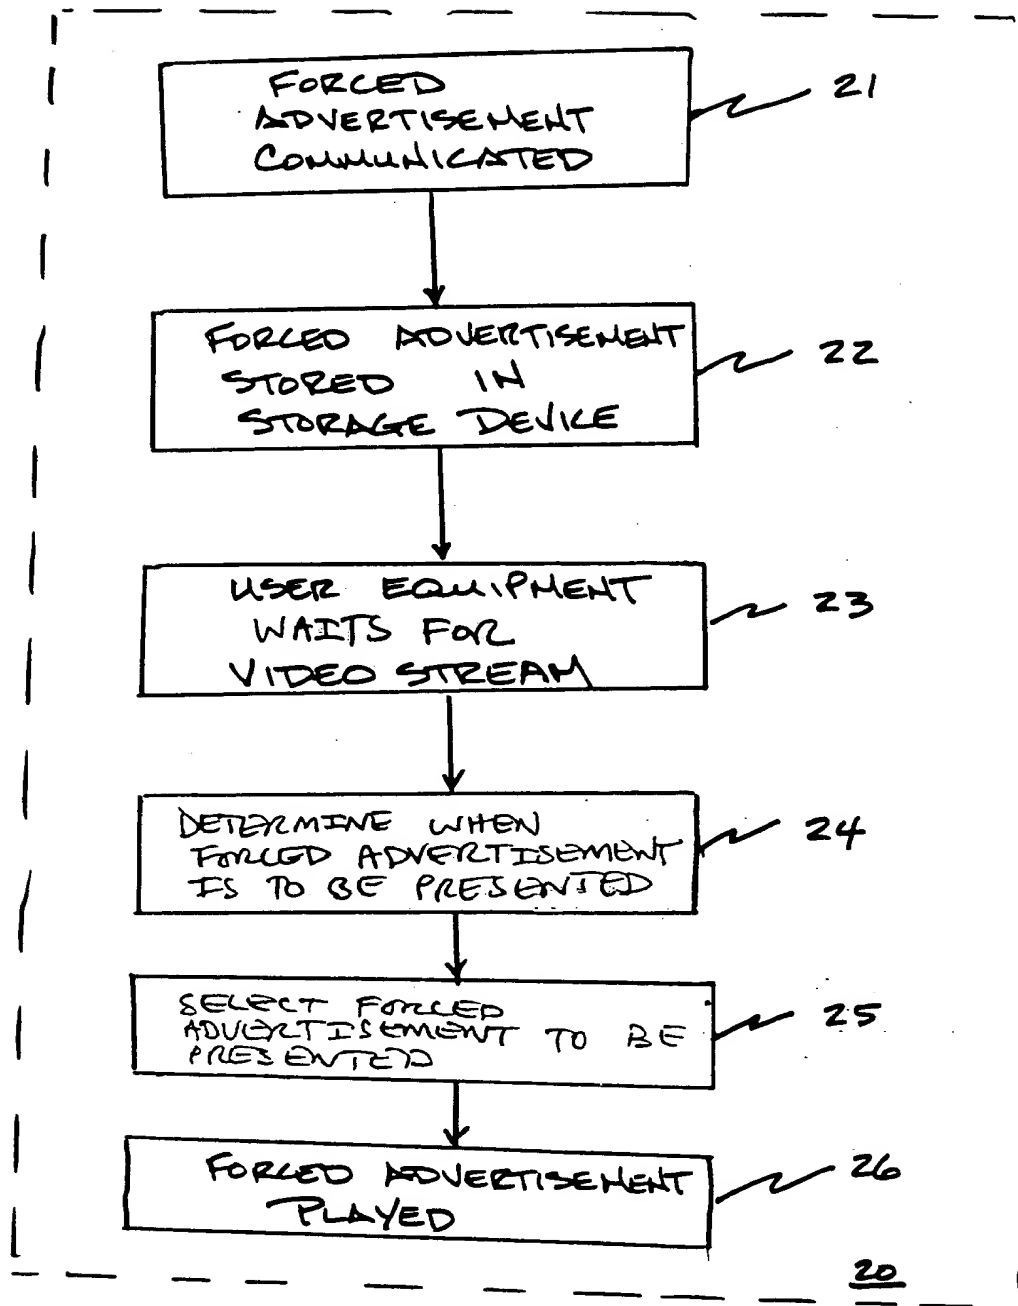 FORCED
ADVERTISEMENT
COMMUNICATED
21
FORCED ADVERTISEMENT
STORED IN
STORAGE DEVICE
22
USER EQUIPMENT
WAITS FOR
VIDEO STREAM
23
DETERMINE WHEN
FORCED ADVERTISEMENT
IS TO BE PRESENTED
24
SELECT FORCED
ADVERTISEMENT TO BE
PRESENTED
25
FORCED ADVERTISEMENT
PLAYED
26
20